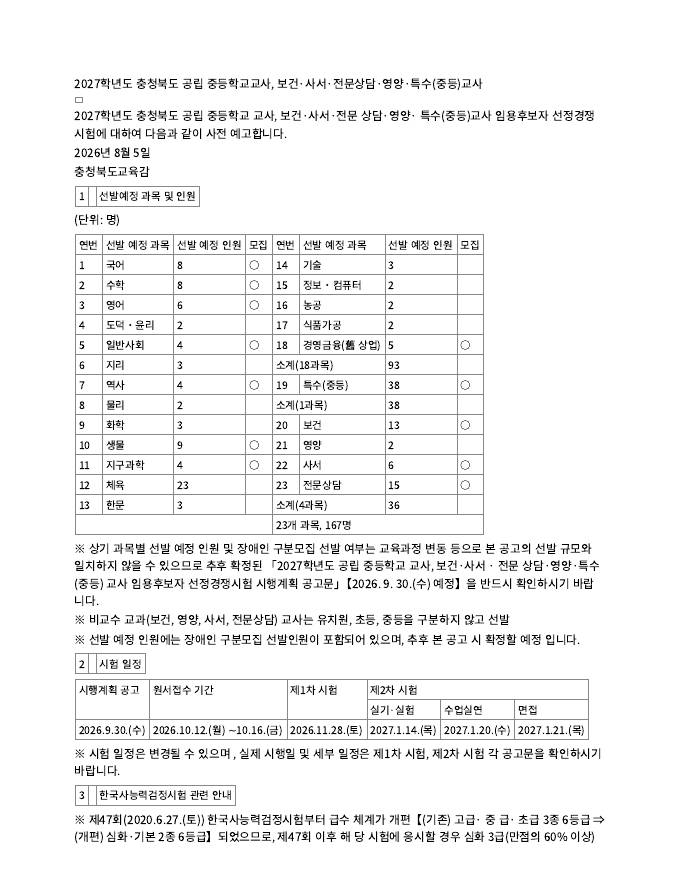 2027학년도 충청북도 공립 중등학교교사, 보건·사서·전문상담·영양·특수(중등)교사
□
2027학년도 충청북도 공립 중등학교 교사, 보건·사서·전문 상담·영양· 특수(중등)교사 임용후보자 선정경쟁
시험에 대하여 다음과 같이 사전 예고합니다.
2026년 8월 5일
충청북도교육감
1 선발예정 과목 및 인원
(단위: 명)
연번 선발 예정 과목 선발 예정 인원 모집 연번 선발 예정 과목 선발 예정 인원 모집
1 국어 8 ○ 14 기술 3
2 수학 8 ○ 15 정보・컴퓨터 2
3 영어 6 ○ 16 농공 2
4 도덕・윤리 2 17 식품가공 2
5 일반사회 4 ○ 18 경영금융(舊 상업) 5 ○
6 지리 3 소계(18과목) 93
7 역사 4 ○ 19 특수(중등) 38 ○
8 물리 2 소계(1과목) 38
9 화학 3 20 보건 13 ○
10 생물 9 ○ 21 영양 2
11 지구과학 4 ○ 22 사서 6 ○
12 체육 23 23 전문상담 15 ○
13 한문 3 소계(4과목) 36
23개 과목, 167명
※ 상기 과목별 선발 예정 인원 및 장애인 구분모집 선발 여부는 교육과정 변동 등으로 본 공고의 선발 규모와
일치하지 않을 수 있으므로 추후 확정된 「2027학년도 공립 중등학교 교사, 보건·사서 · 전문 상담·영양·특수
(중등) 교사 임용후보자 선정경쟁시험 시행계획 공고문」【2026. 9. 30.(수) 예정】을 반드시 확인하시기 바랍
니다.
※ 비교수 교과(보건, 영양, 사서, 전문상담) 교사는 유치원, 초등, 중등을 구분하지 않고 선발
※ 선발 예정 인원에는 장애인 구분모집 선발인원이 포함되어 있으며, 추후 본 공고 시 확정할 예정 입니다.
2 시험 일정
시행계획 공고 원서접수 기간 제1차 시험 제2차 시험
실기·실험 수업실연 면접
2026.9.30.(수) 2026.10.12.(월) ~10.16.(금) 2026.11.28.(토) 2027.1.14.(목) 2027.1.20.(수) 2027.1.21.(목)
※ 시험 일정은 변경될 수 있으며, 실제 시행일 및 세부 일정은 제1차 시험, 제2차 시험 각 공고문을 확인하시기
바랍니다.
3 한국사능력검정시험 관련 안내
※ 제47회(2020.6.27.(토)) 한국사능력검정시험부터 급수 체계가 개편【(기존) 고급· 중 급· 초급 3종 6등급 ⇒
(개편) 심화·기본 2종 6등급】되었으므로, 제47회 이후 해 당 시험에 응시할 경우 심화 3급(만점의 60% 이상)